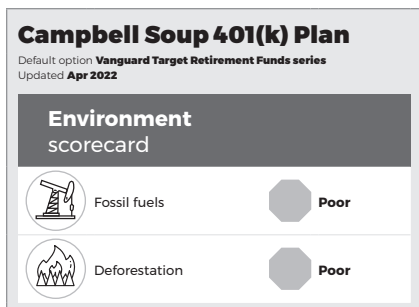 Campbell Soup 401(k) Plan
Default option Vanguard Target Retirement Funds series
Updated Apr 2022
Environment
scorecard
Fossil fuels Poor
Deforestation Poor